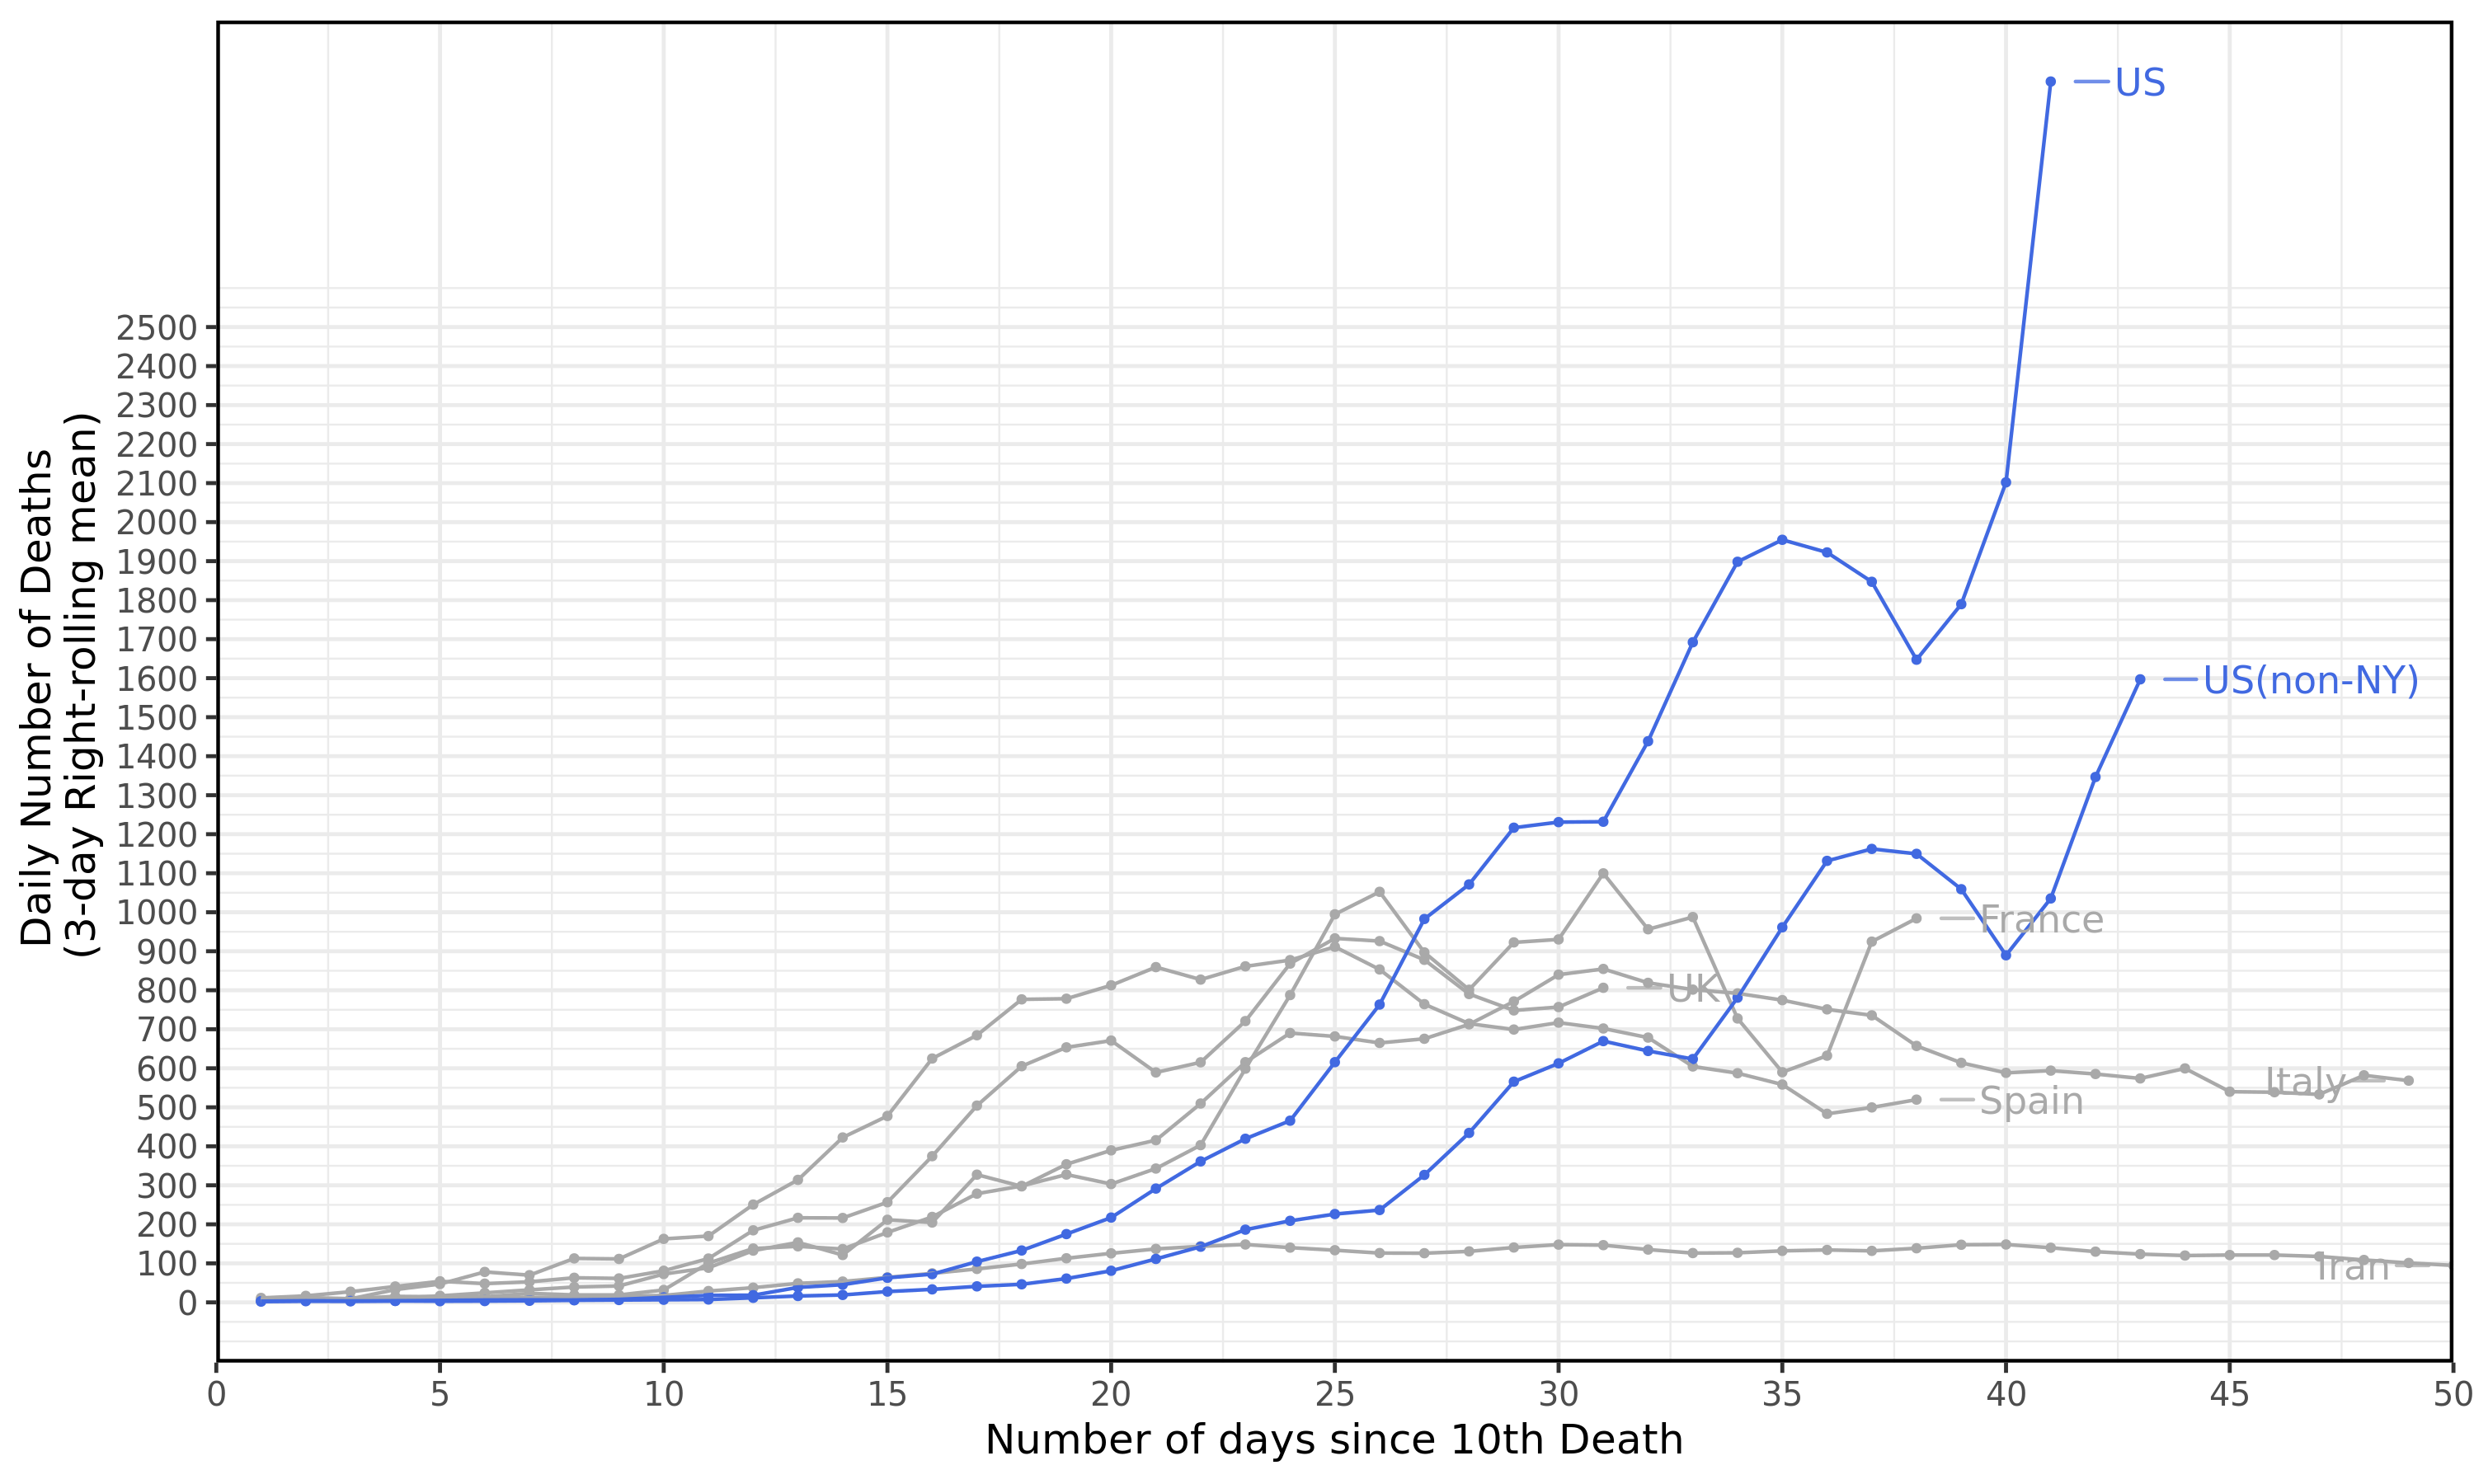 Daily Number of Deaths
(3-day Right-rolling mean)
2500
2400
2300
2200
2100
2000
1900
1800
1700
1600
1500
1400
1300
1200
1100
1000
900
800
700
600
500
400
300
200
100
0
US
US(non-NY)
France
UK
Italy
Spain
Iran
0 5 10 15 20 25 30 35 40 45 50
Number of days since 10th Death